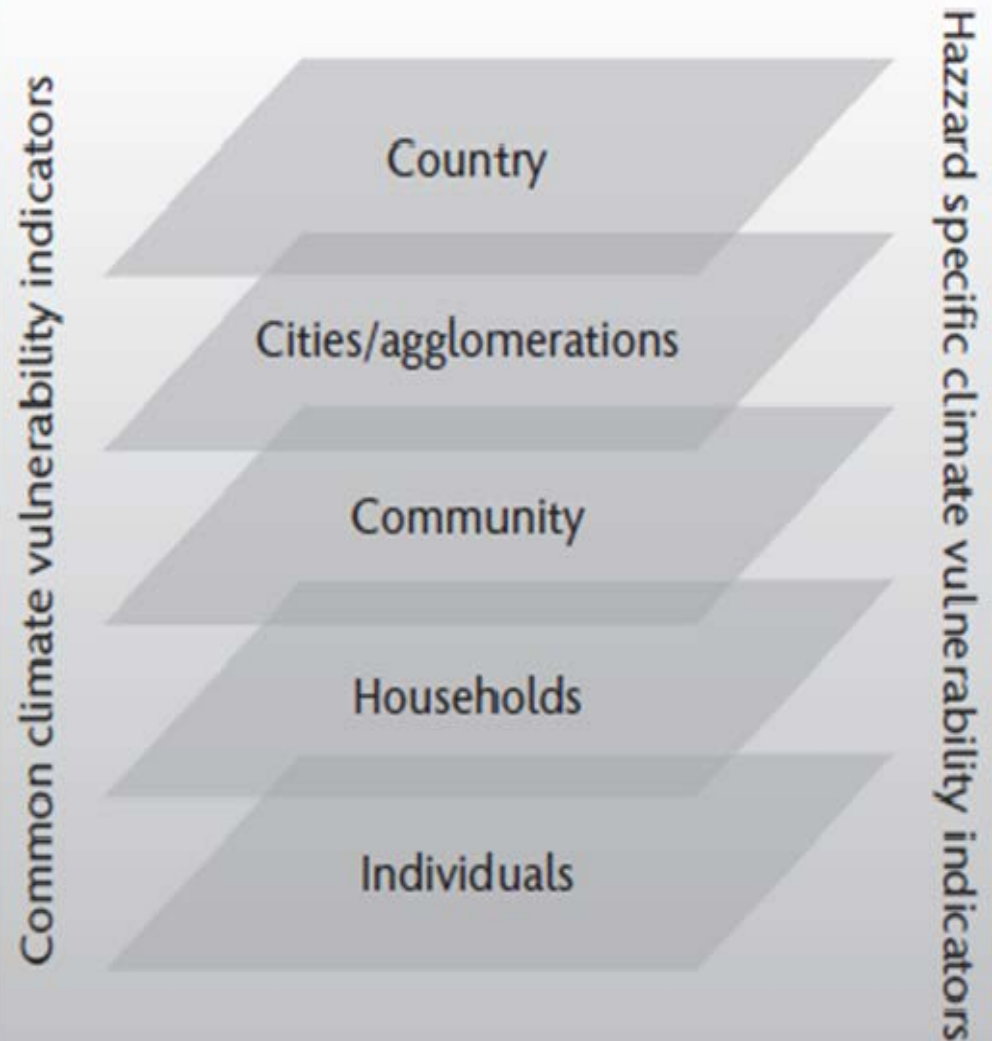 Common climate vulnerability indicators
Country
Cities/agglomerations
Community
Households
Individuals
Hazzard specific climate vulnerability indicators